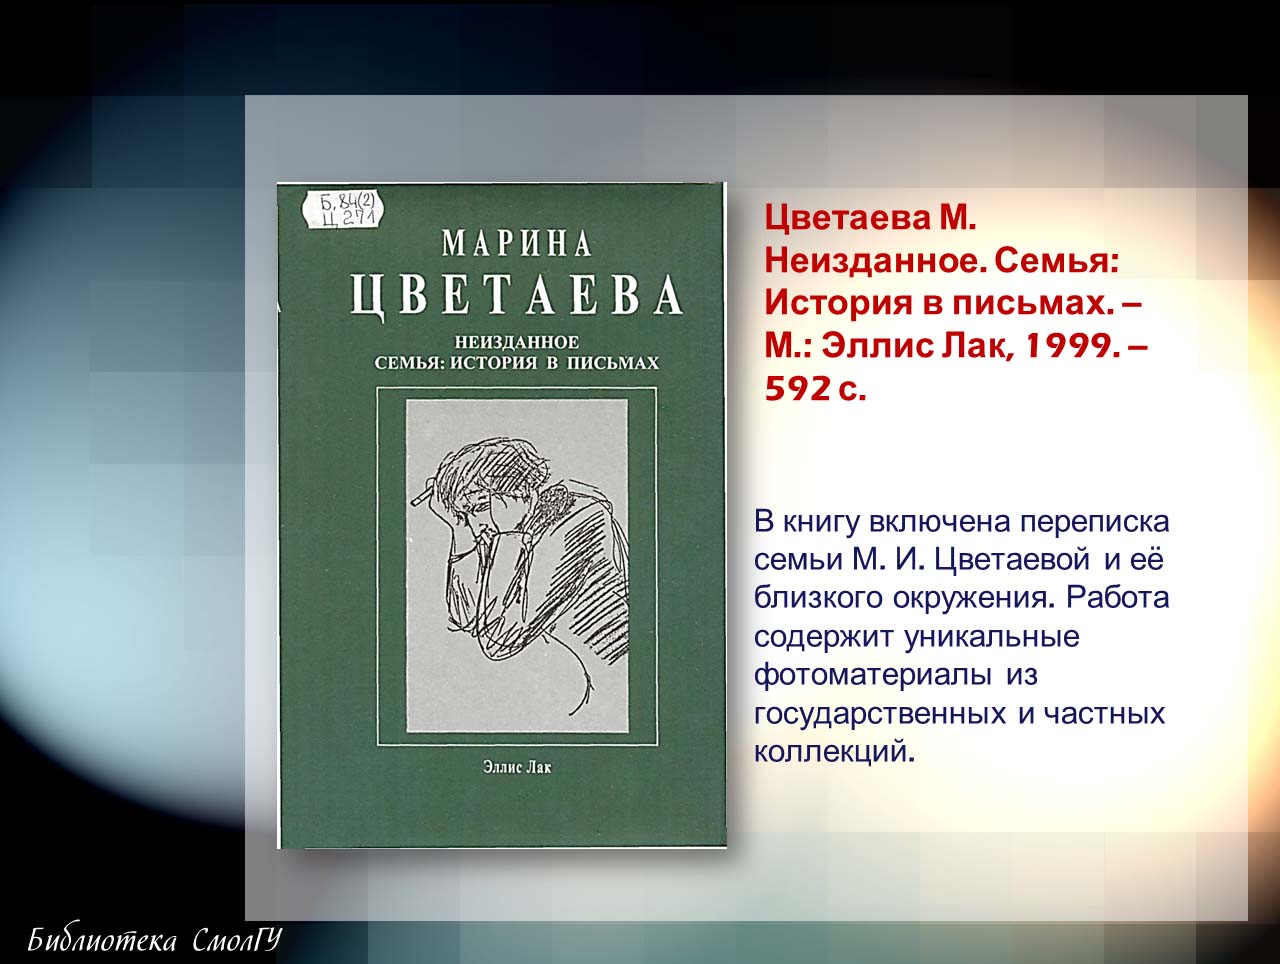 Б. 84(2)
Ц 271
МАРИНА
ЦВЕТАЕВА
НЕИЗДАННОЕ
СЕМЬЯ: ИСТОРИЯ В ПИСЬМАХ
Эллис Лак
Цветаева М.
Неизданное. Семья:
История в письмах. –
М.: Эллис Лак, 1999. –
592 с.
В книгу включена переписка
семьи М. И. Цветаевой и её
близкого окружения. Работа
содержит уникальные
фотоматериалы из
государственных и частных
коллекций.
Библиотека СмолГУ